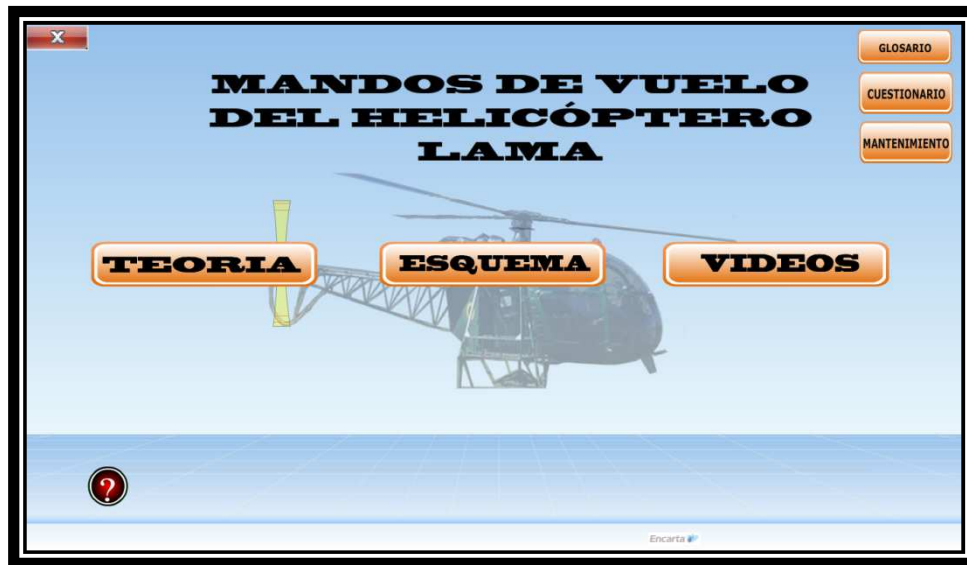 X
GLOSARIO
CUESTIONARIO
MANTENIMIENTO
MANDOS DE VUELO
DEL HELICÓPTERO
LAMA
TEORIA
ESQUEMA
VIDEOS
?
Encarta